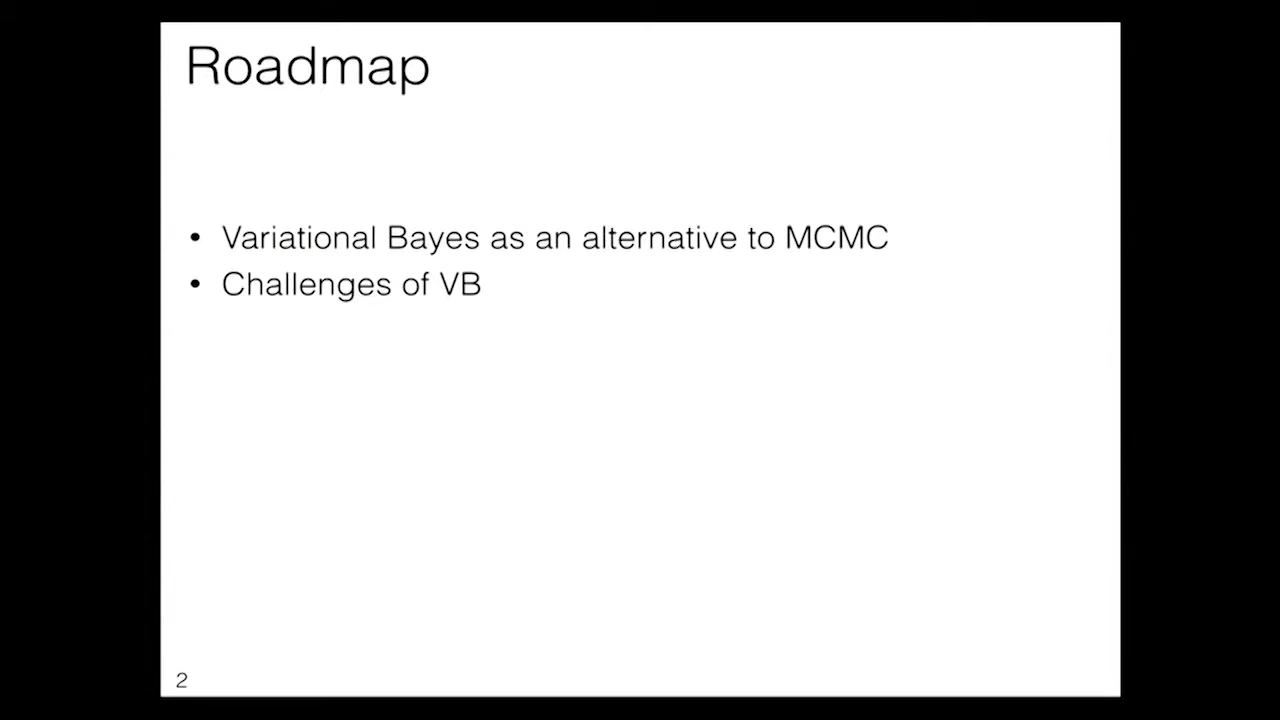 Roadmap
• Variational Bayes as an alternative to MCMC
• Challenges of VB
2